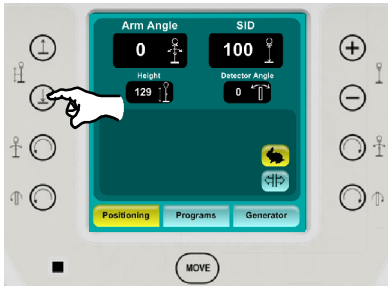 Arm Angle SID
0 100
Height Detector Angle
129 0
Positioning Programs Generator
MOVE